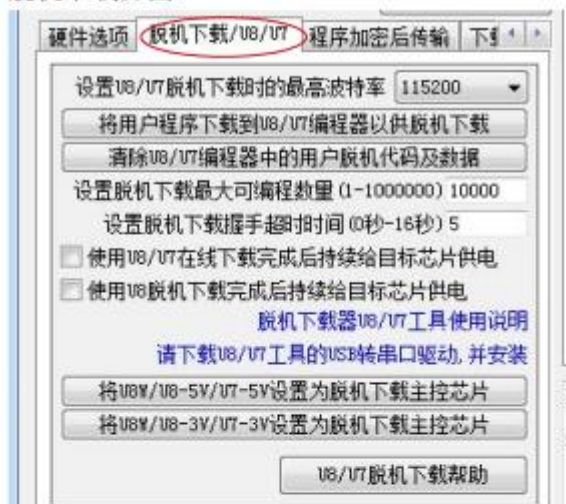 硬件选项 脱机下载/U8/U7 程序加密后传输
设置U8/U7脱机下载时的最高波特率 115200
将用户程序下载到U8/U7编程器以供脱机下载
清除U8/U7编程器中的用户脱机代码及数据
设置脱机下载最大可编程数量(1-1000000) 10000
设置脱机下载握手超时时间(0秒-16秒) 5
使用U8/U7在线下载完成后持续给目标芯片供电
使用U8脱机下载完成后持续给目标芯片供电
脱机下载器U8/U7工具使用说明
请下载U8/U7工具的USB转串口驱动,并安装
将U8W/U8-5V/U7-5V设置为脱机下载主控芯片
将U8W/U8-3V/U7-3V设置为脱机下载主控芯片
U8/U7脱机下载帮助